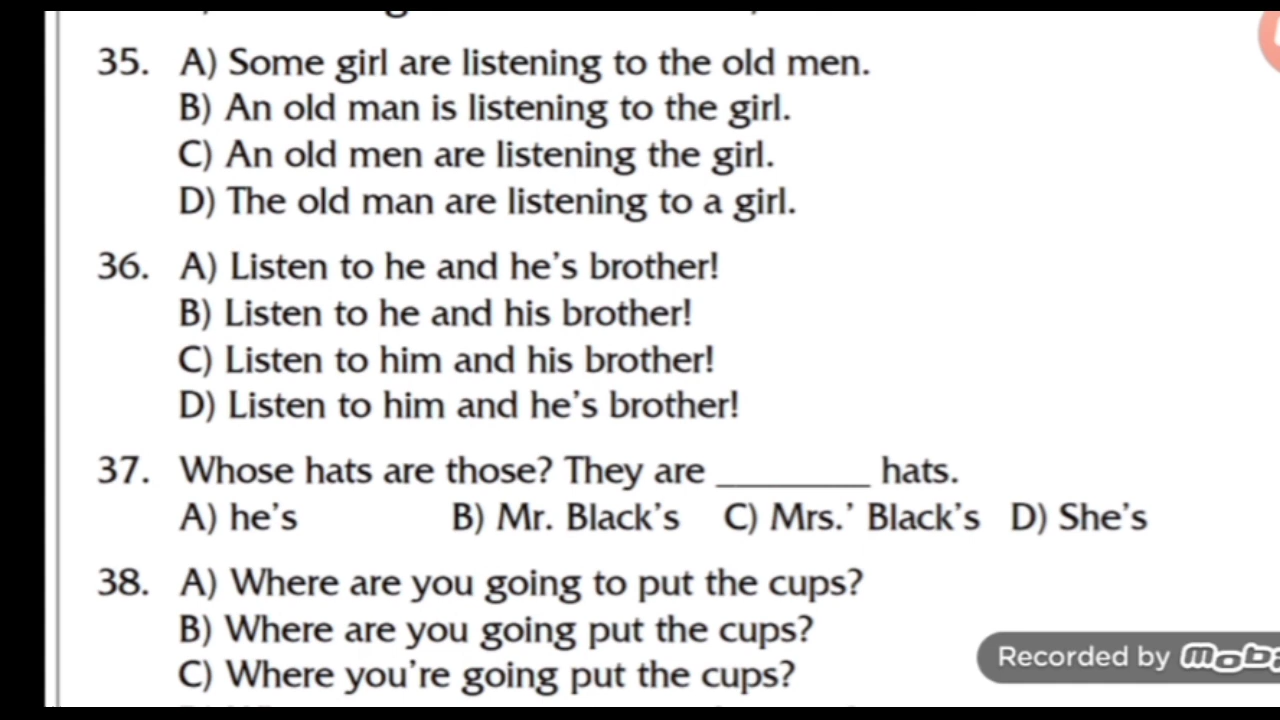 35. A) Some girl are listening to the old men.
B) An old man is listening to the girl.
C) An old men are listening the girl.
D) The old man are listening to a girl.
36. A) Listen to he and he's brother!
B) Listen to he and his brother!
C) Listen to him and his brother!
D) Listen to him and he's brother!
37. Whose hats are those? They are ________ hats.
A) he's B) Mr. Black's C) Mrs.' Black's D) She's
38. A) Where are you going to put the cups?
B) Where are you going put the cups?
C) Where you're going put the cups?
Recorded by